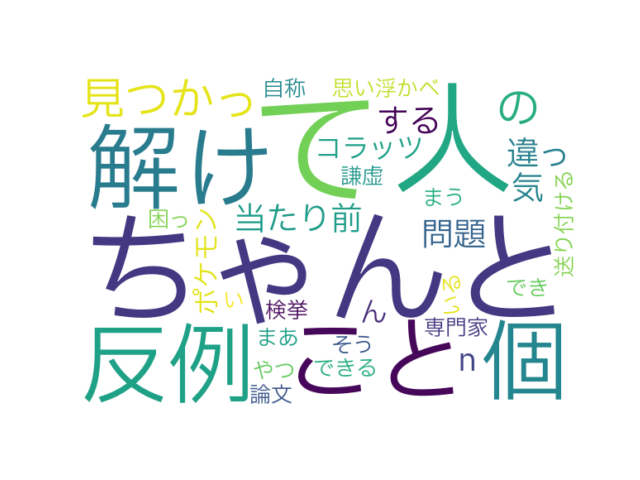 見つかっ
自称
思い浮かべ
て
人
の
する
解け
コラッツ
違っ
謙虚
気
まう
送り付ける
困っ
当たり前
問題
ポケモン
ちゃんと
い
でき
いる
検挙
ん
専門家
反例
こと
個
まあ
そう
n
やつ
できる
論文